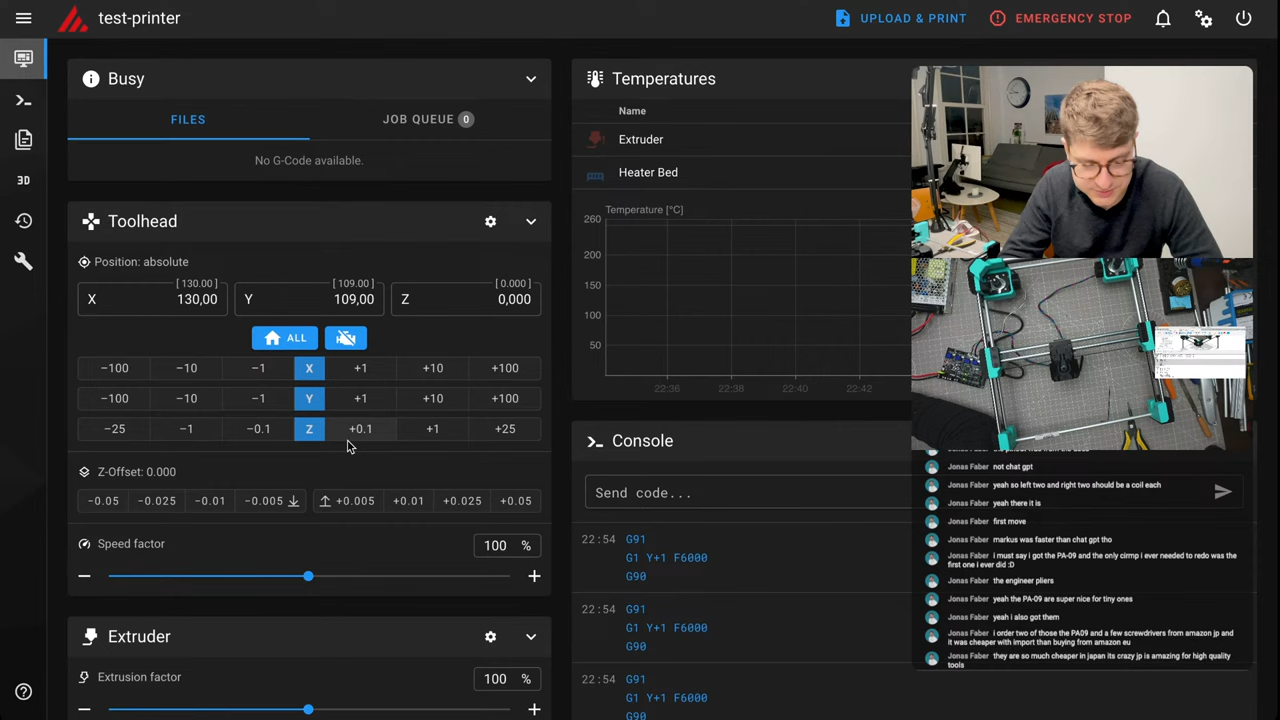 test-printer
UPLOAD & PRINT
EMERGENCY STOP
Busy
FILES
JOB QUEUE 0
No G-Code available.
Toolhead
Position: absolute
[ 130.00 ]
X 130,00
[ 109.00 ]
Y 109,00
[ 0.000 ]
Z 0,000
ALL
−100 −10 −1 X +1 +10 +100
−100 −10 −1 Y +1 +10 +100
−25 −1 −0.1 Z +0.1 +1 +25
Z-Offset: 0.000
−0.05 −0.025 −0.01 −0.005 +0.005 +0.01 +0.025 +0.05
Speed factor 100 %
Extruder
Extrusion factor 100 %
3D
Temperatures
Name
Extruder
Heater Bed
Temperature [°C]
260
200
150
100
50
22:36 22:38 22:40 22:42
Console
Send code...
22:54 G91
G1 Y+1 F6000
G90
22:54 G91
G1 Y+1 F6000
G90
22:54 G91
G1 Y+1 F6000
G90
Jonas Faber not chat gpt
Jonas Faber yeah so left two and right two should be a coil each
Jonas Faber yeah there it is
Jonas Faber first move
Jonas Faber markus was faster than chat gpt tho
Jonas Faber i must say i got the PA-09 and the only cirmp i ever needed to redo was the
first one i ever did :D
Jonas Faber the engineer pliers
Jonas Faber yeah the PA-09 are super nice for tiny ones
Jonas Faber yeah i also got them
Jonas Faber i order two of those the PA09 and a few screwdrivers from amazon jp and
it was cheaper with import than buying from amazon eu
Jonas Faber they are so much cheaper in japan its crazy jp is amazing for high quality
tools